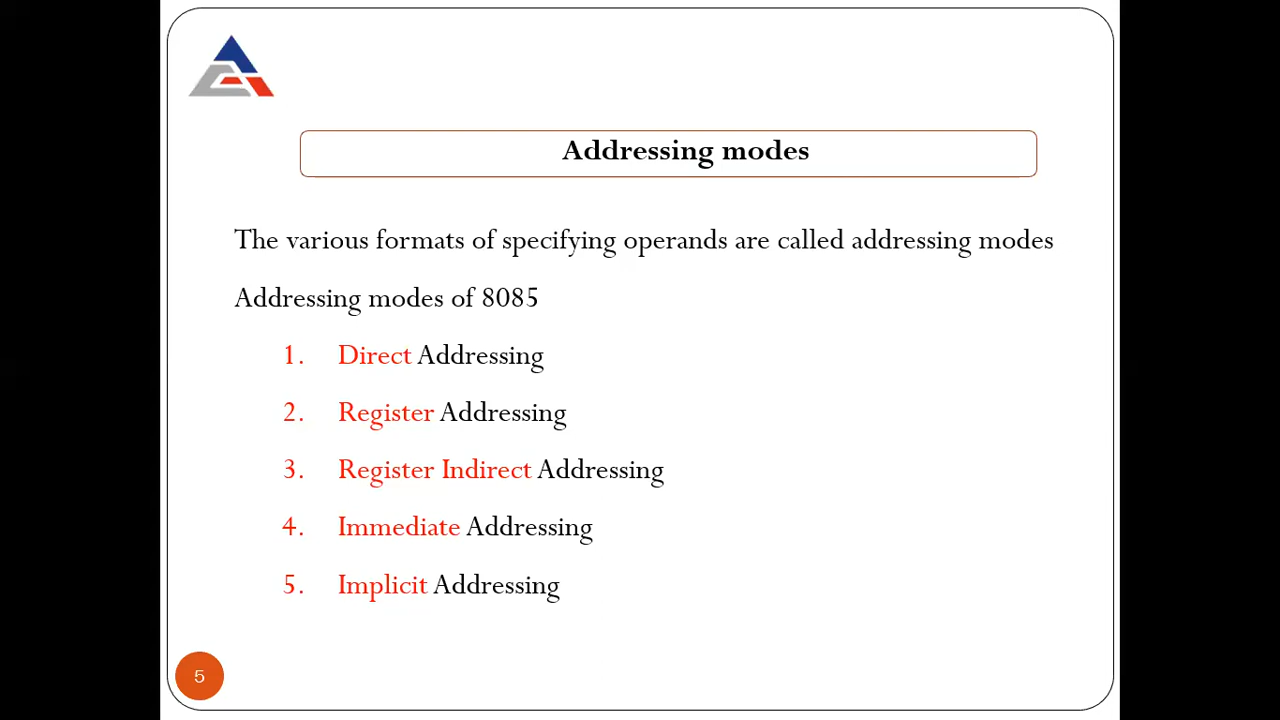 Addressing modes
The various formats of specifying operands are called addressing modes
Addressing modes of 8085
1. Direct Addressing
2. Register Addressing
3. Register Indirect Addressing
4. Immediate Addressing
5. Implicit Addressing
5